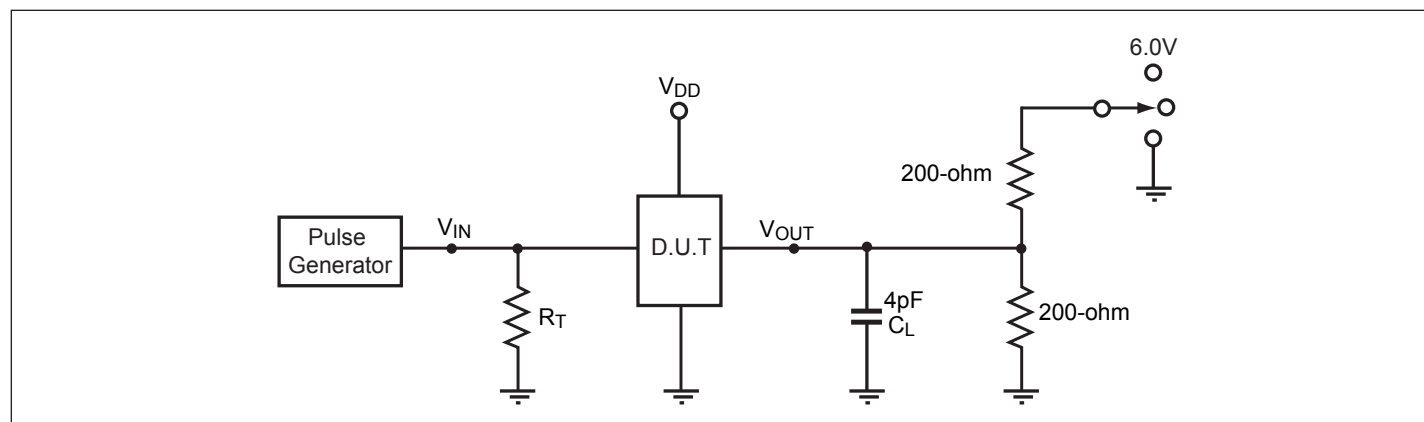 6.0V
VDD
200-ohm
Pulse
Generator
VIN
D.U.T
VOUT
RT
4pF
CL
200-ohm